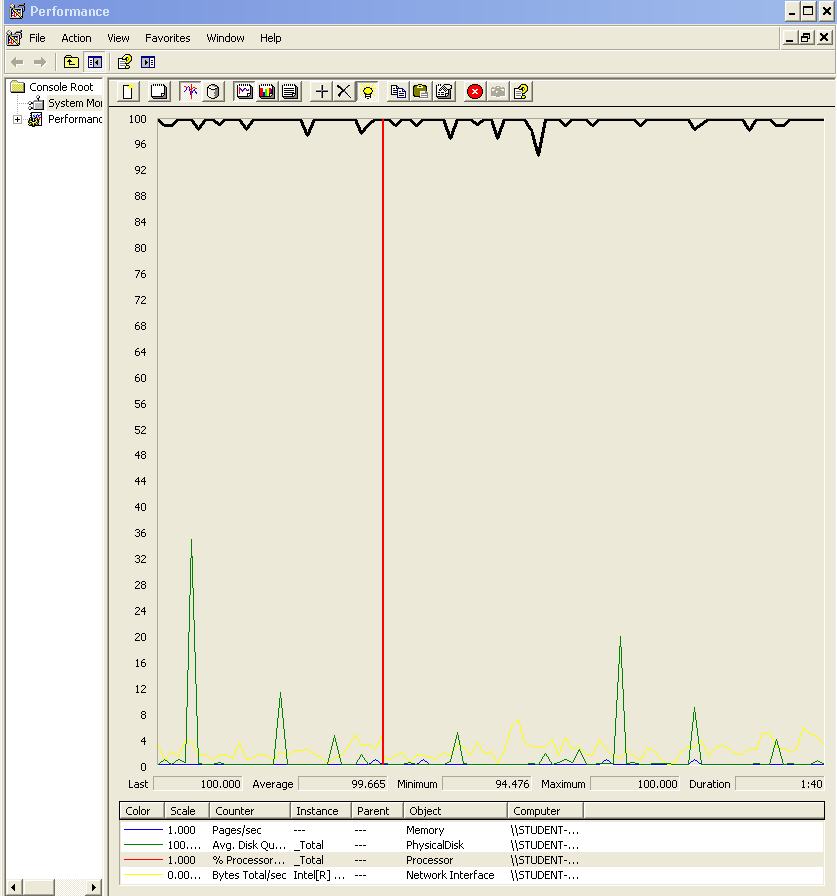 Performance
File Action View Favorites Window Help
Console Root
System Mor
Performanc
100
96
92
88
84
80
76
72
68
64
60
56
52
48
44
40
36
32
28
24
20
16
12
8
4
0
Last 100.000 Average 99.665 Minimum 94.476 Maximum 100.000 Duration 1:40
Color Scale Counter Instance Parent Object Computer
1.000 Pages/sec --- --- Memory \\STUDENT-...
100.... Avg. Disk Qu... _Total --- PhysicalDisk \\STUDENT-...
1.000 % Processor... _Total --- Processor \\STUDENT-...
0.00... Bytes Total/sec Intel[R] ... --- Network Interface \\STUDENT-...